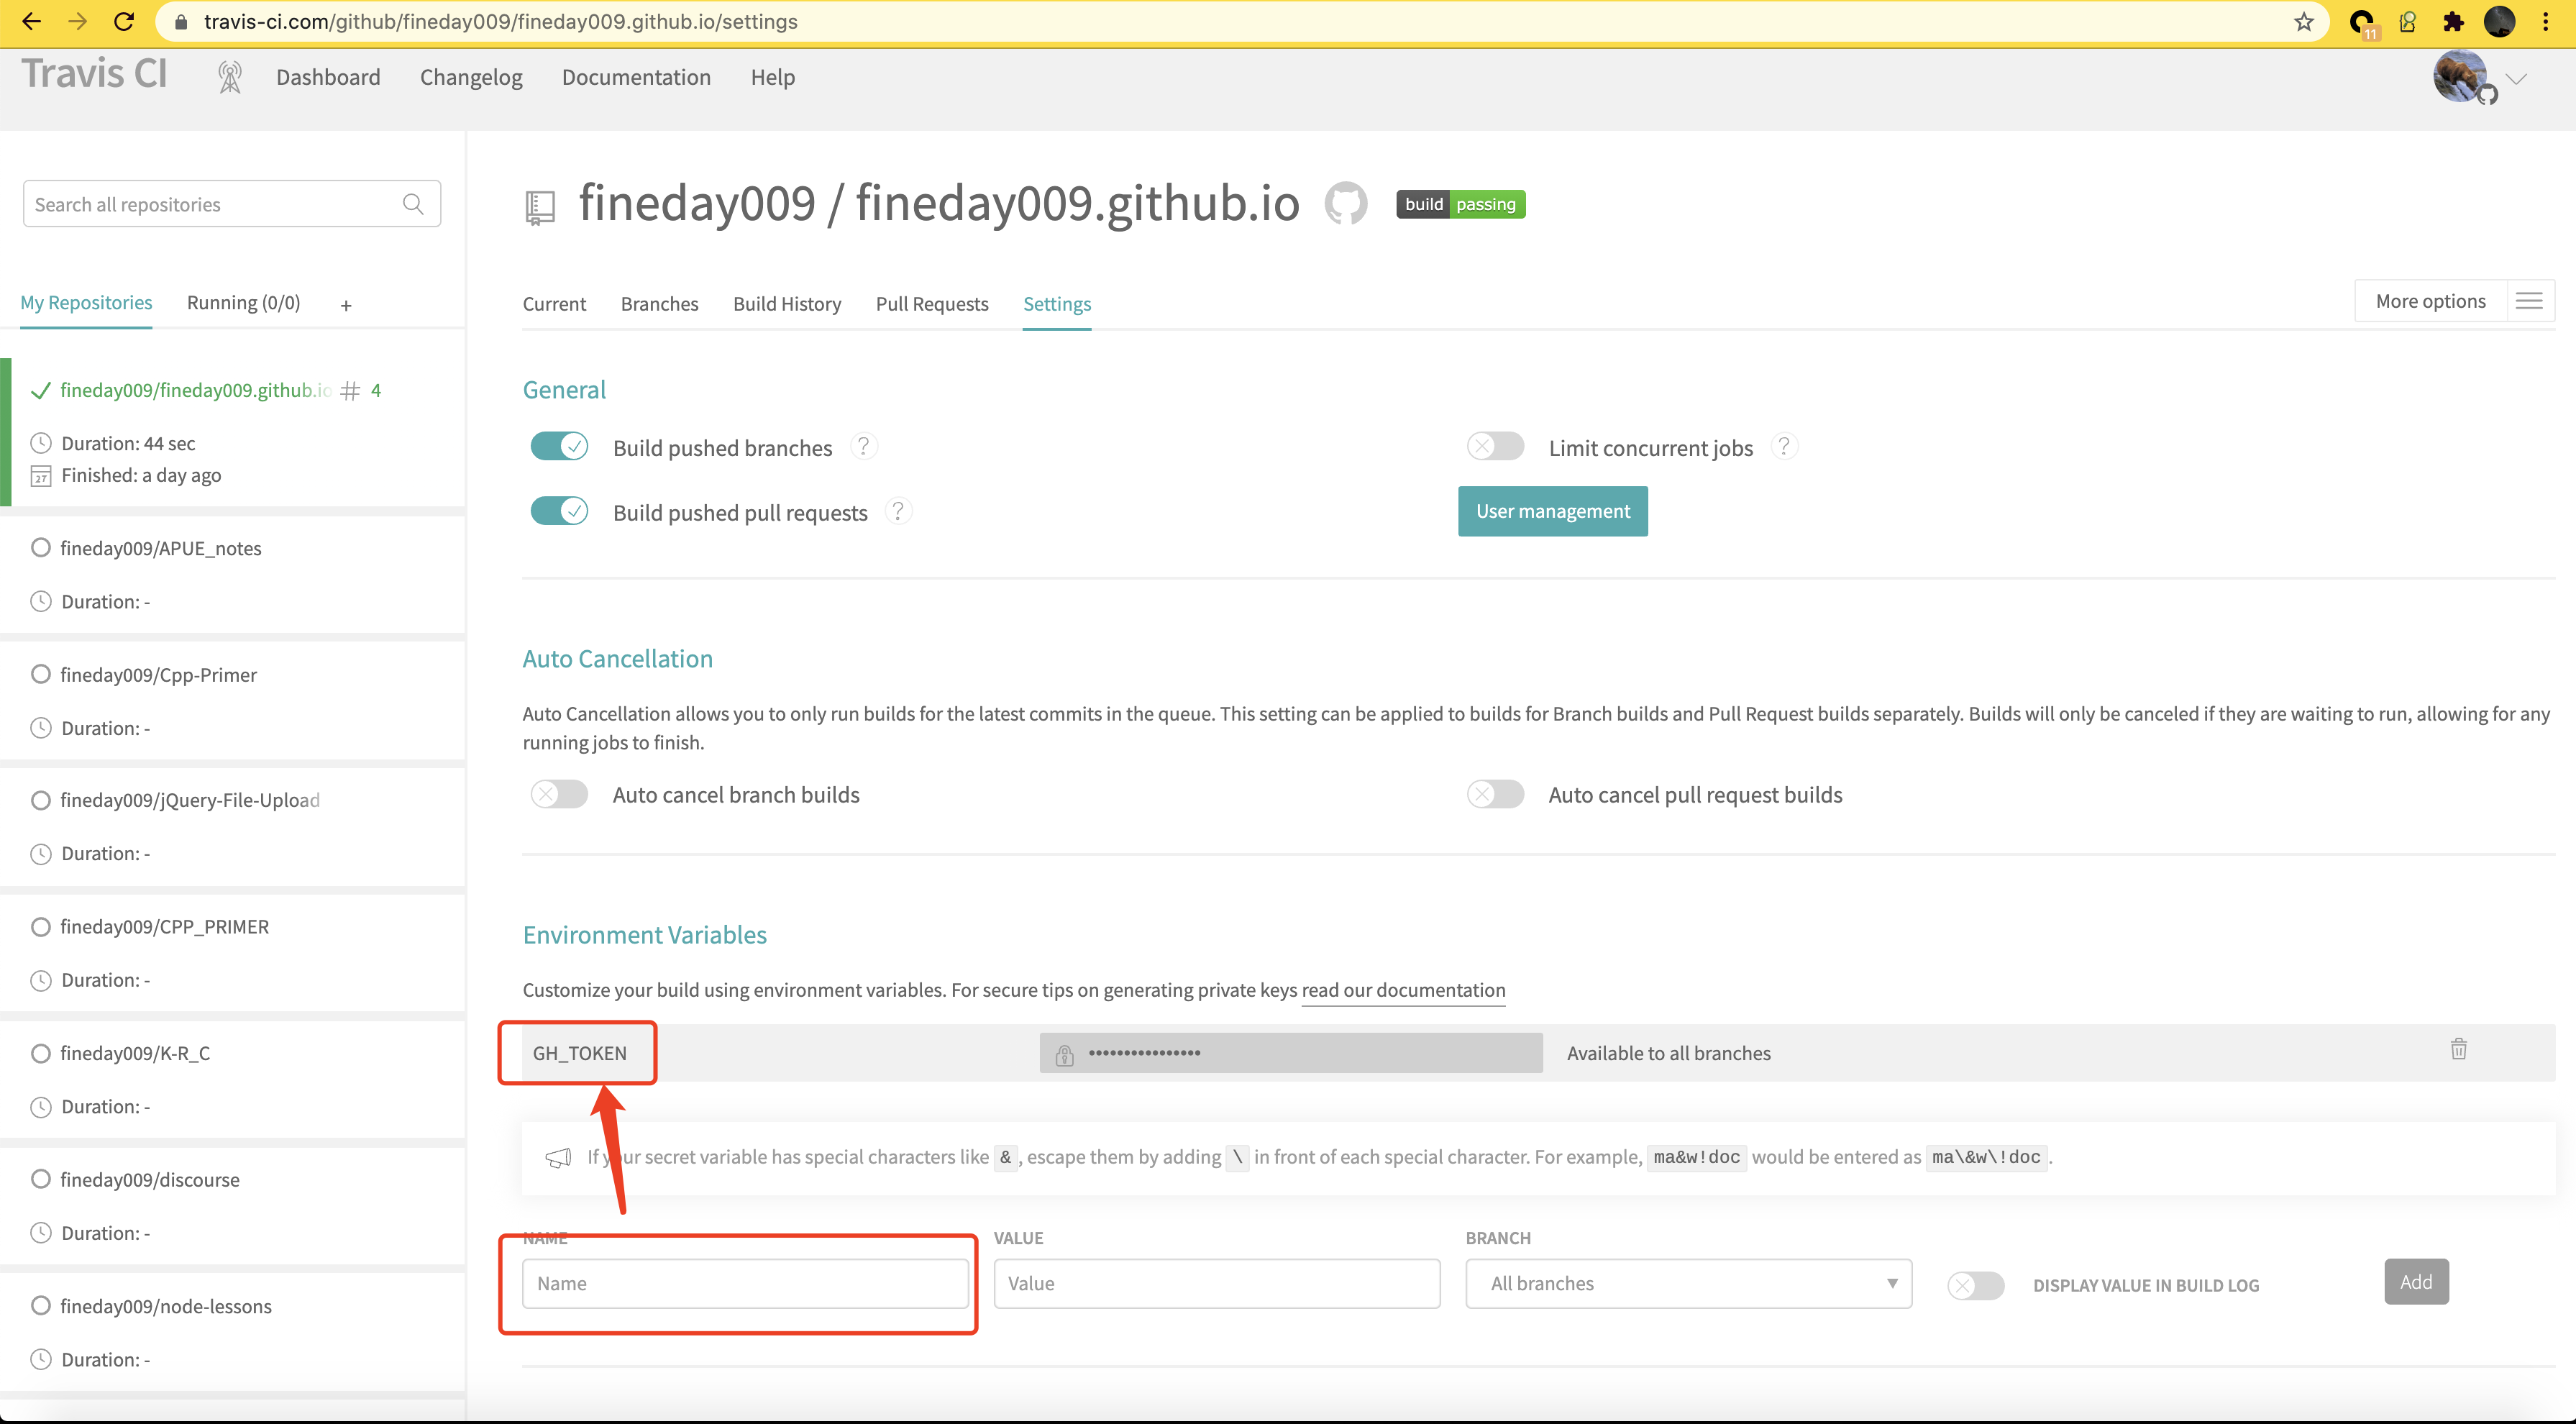 travis-ci.com/github/fineday009/fineday009.github.io/settings
11
Travis CI
Dashboard
Changelog
Documentation
Help
Search all repositories
My Repositories
Running (0/0)
+
fineday009/fineday009.github.io # 4
Duration: 44 sec
27
Finished: a day ago
fineday009/APUE_notes
Duration: -
fineday009/Cpp-Primer
Duration: -
fineday009/jQuery-File-Upload
Duration: -
fineday009/CPP_PRIMER
Duration: -
fineday009/K-R_C
Duration: -
fineday009/discourse
Duration: -
fineday009/node-lessons
Duration: -
fineday009 / fineday009.github.io
build passing
Current
Branches
Build History
Pull Requests
Settings
More options
General
Build pushed branches ?
Limit concurrent jobs ?
Build pushed pull requests ?
User management
Auto Cancellation
Auto Cancellation allows you to only run builds for the latest commits in the queue. This setting can be applied to builds for Branch builds and Pull Request builds separately. Builds will only be canceled if they are waiting to run, allowing for any
running jobs to finish.
Auto cancel branch builds
Auto cancel pull request builds
Environment Variables
Customize your build using environment variables. For secure tips on generating private keys read our documentation
GH_TOKEN
••••••••••••••••
Available to all branches
If your secret variable has special characters like & , escape them by adding \ in front of each special character. For example, ma&w!doc would be entered as ma\&w\!doc .
NAME
VALUE
BRANCH
Name
Value
All branches
DISPLAY VALUE IN BUILD LOG
Add